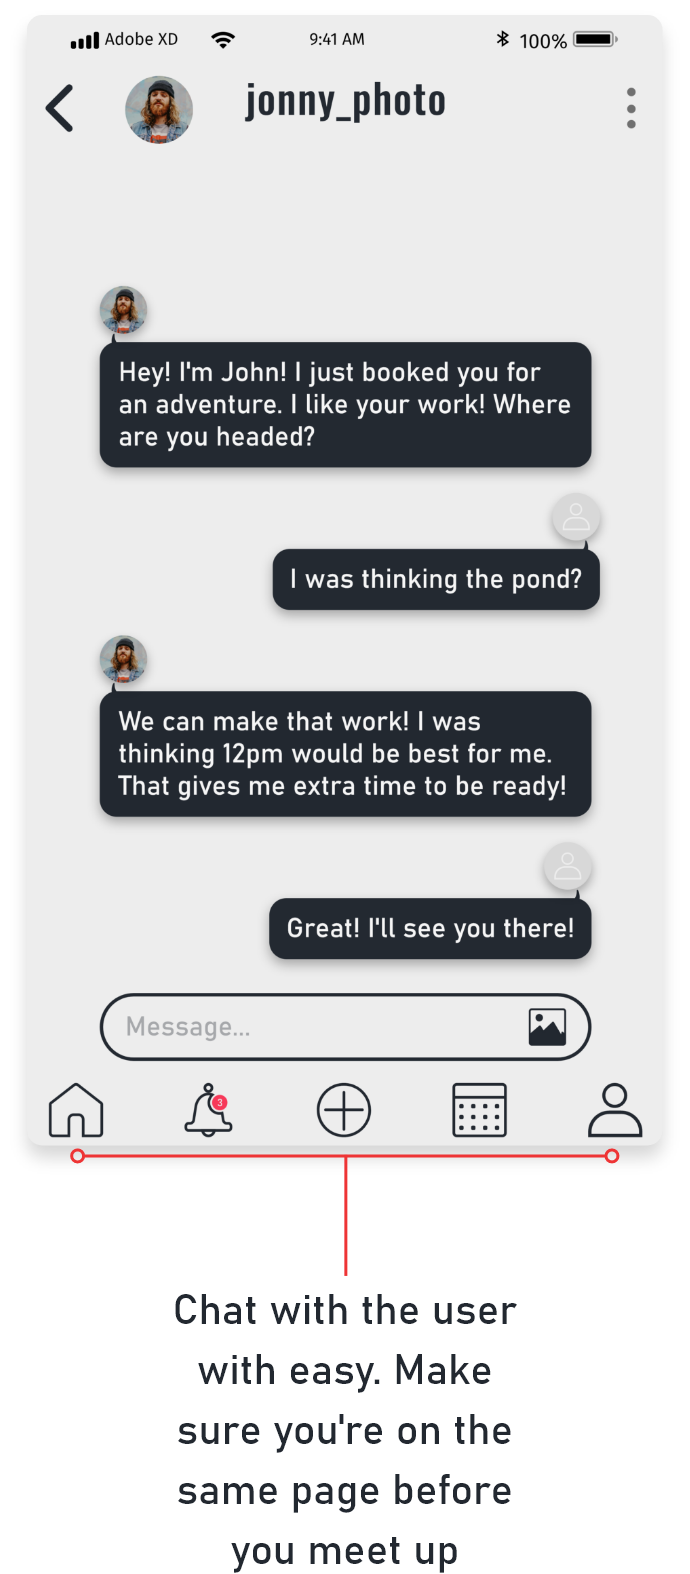 Adobe XD 9:41 AM 100%
jonny_photo
Hey! I'm John! I just booked you for
an adventure. I like your work! Where
are you headed?
I was thinking the pond?
We can make that work! I was
thinking 12pm would be best for me.
That gives me extra time to be ready!
Great! I'll see you there!
Message...
3
Chat with the user
with easy. Make
sure you're on the
same page before
you meet up